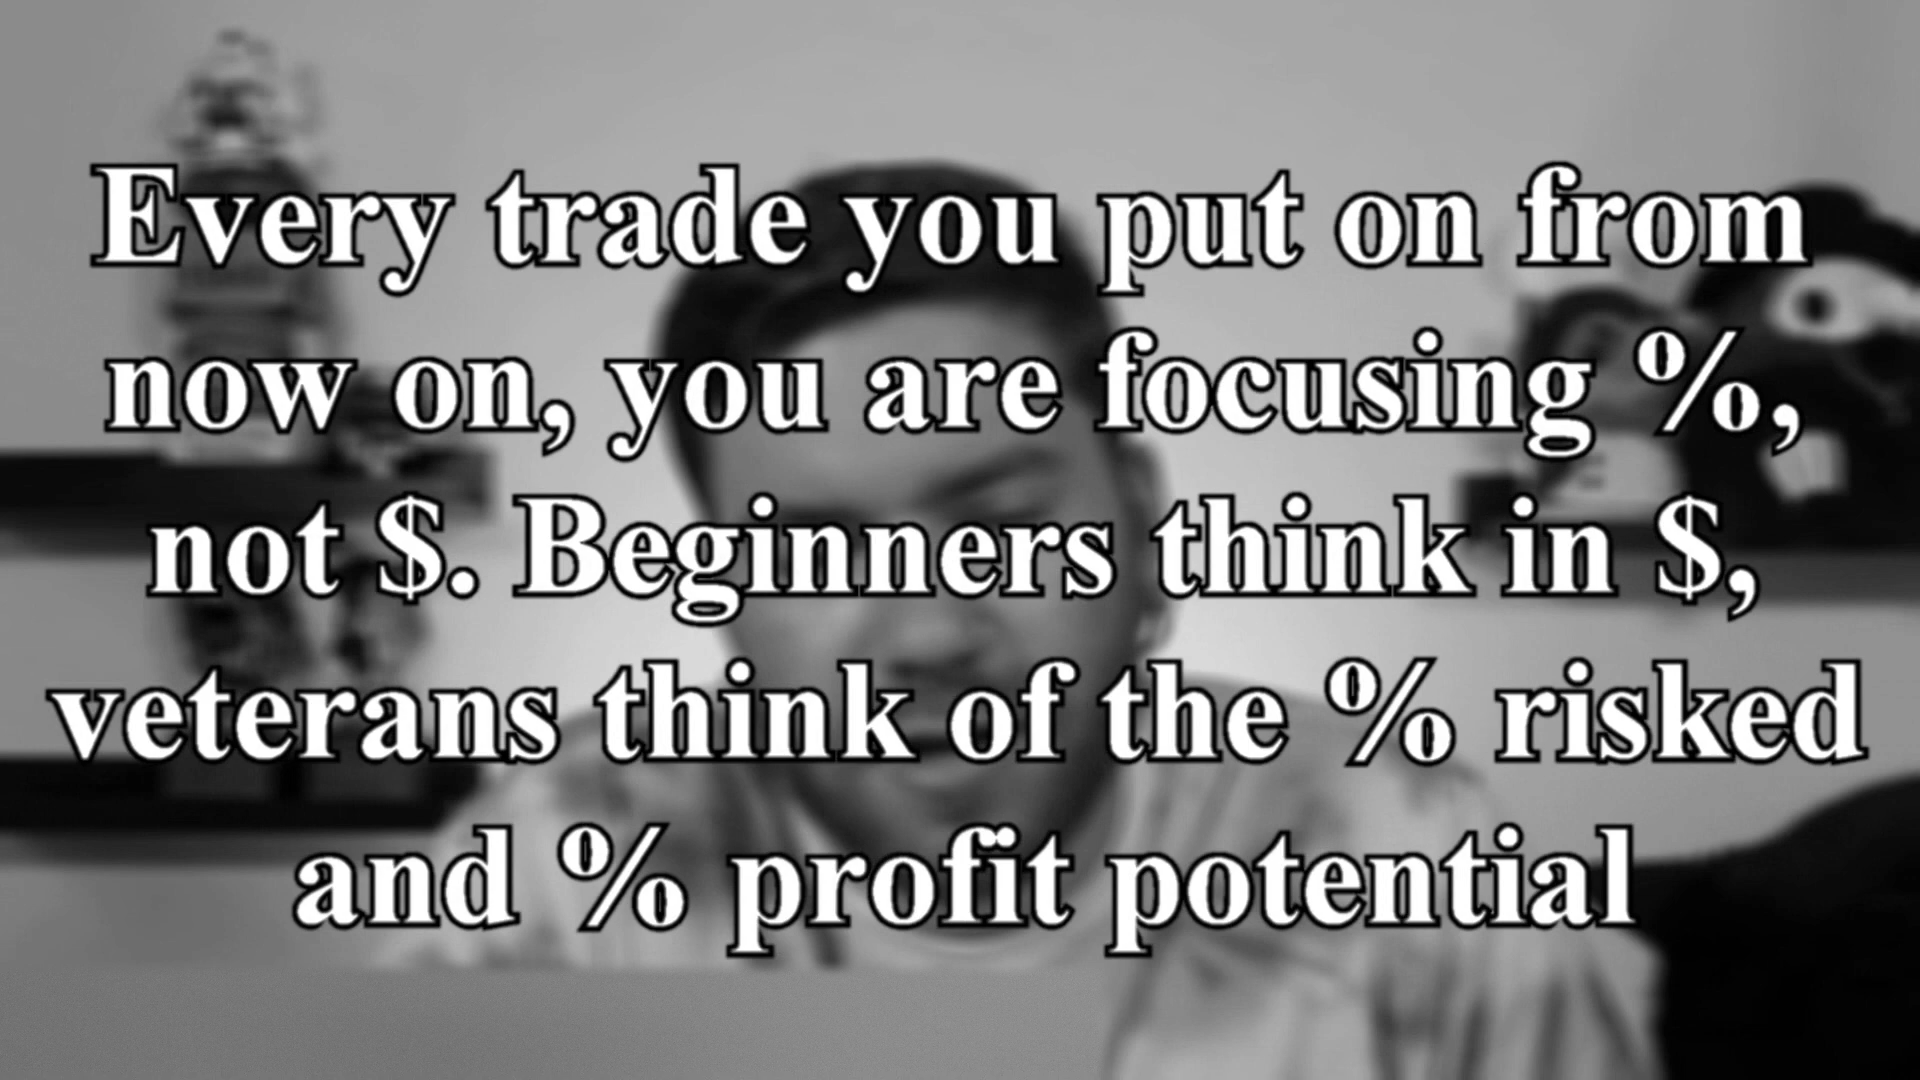 Every trade you put on from
now on, you are focusing %,
not $. Beginners think in $,
veterans think of the % risked
and % profit potential